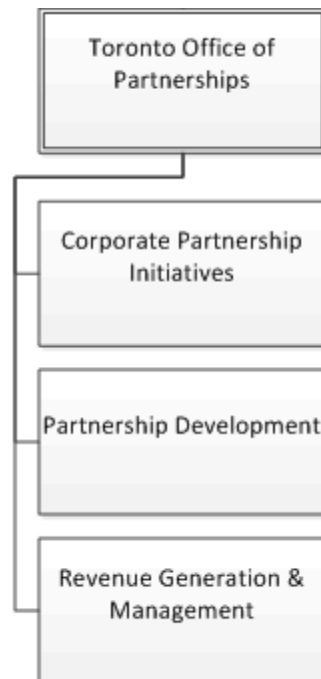 Toronto Office of
Partnerships
Corporate Partnership
Initiatives
Partnership Development
Revenue Generation &
Management